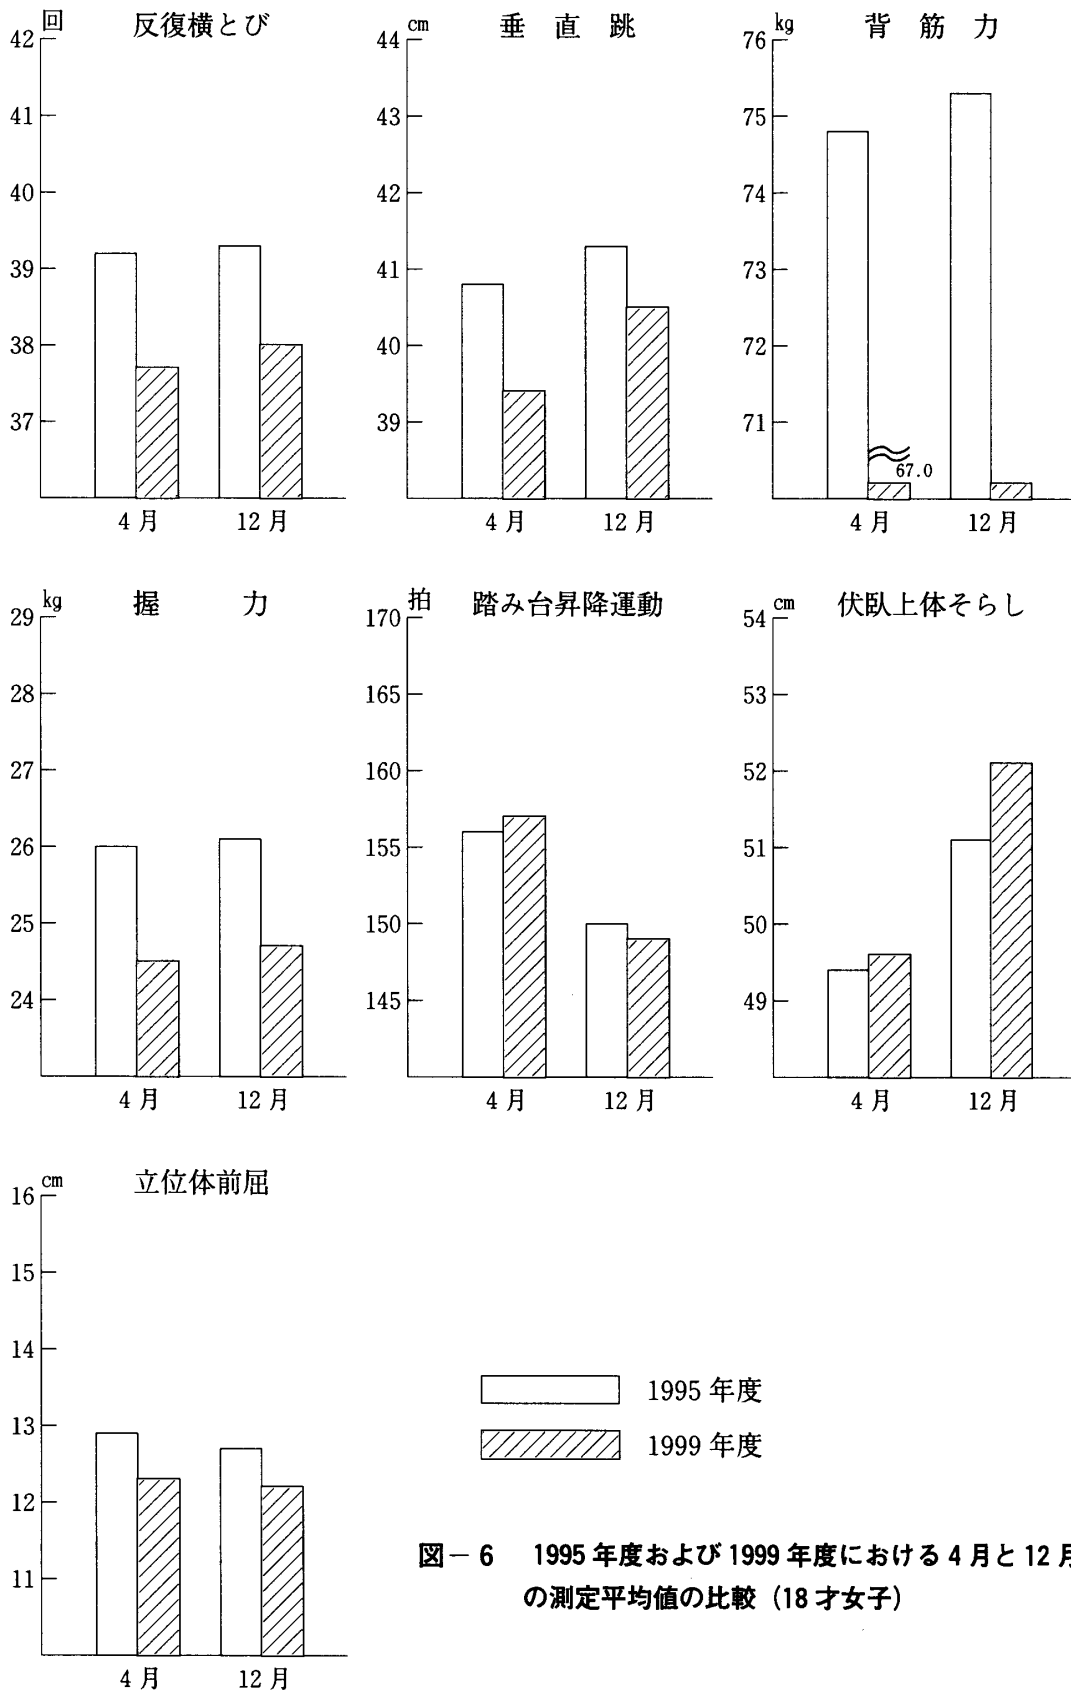 回 反復横とび
42
41
40
39
38
37
4月 12月
cm 垂直跳
44
43
42
41
40
39
4月 12月
kg 背筋力
76
75
74
73
72
71
67.0
4月 12月
kg 握力
29
28
27
26
25
24
4月 12月
拍 踏み台昇降運動
170
165
160
155
150
145
4月 12月
cm 伏臥上体そらし
54
53
52
51
50
49
4月 12月
cm 立位体前屈
16
15
14
13
12
11
4月 12月
1995年度
1999年度
図-6 1995年度および1999年度における4月と12月
の測定平均値の比較(18才女子)